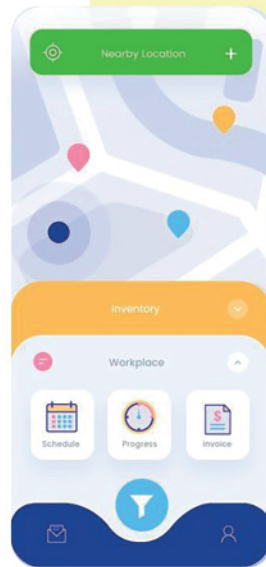 Nearby Location
Inventory
Workplace
Schedule
Progress
Invoice